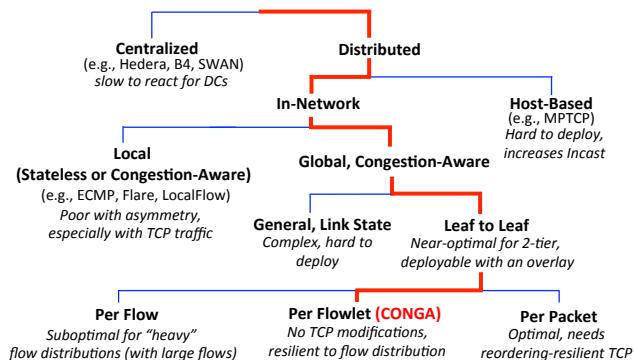 Centralized
(e.g., Hedera, B4, SWAN)
slow to react for DCs
Distributed
In-Network
Host-Based
(e.g., MPTCP)
Hard to deploy,
increases Incast
Local
(Stateless or Congestion-Aware)
(e.g., ECMP, Flare, LocalFlow)
Poor with asymmetry,
especially with TCP traffic
Global, Congestion-Aware
General, Link State
Complex, hard to
deploy
Leaf to Leaf
Near-optimal for 2-tier,
deployable with an overlay
Per Flow
Suboptimal for “heavy”
flow distributions (with large flows)
Per Flowlet (CONGA)
No TCP modifications,
resilient to flow distribution
Per Packet
Optimal, needs
reordering-resilient TCP